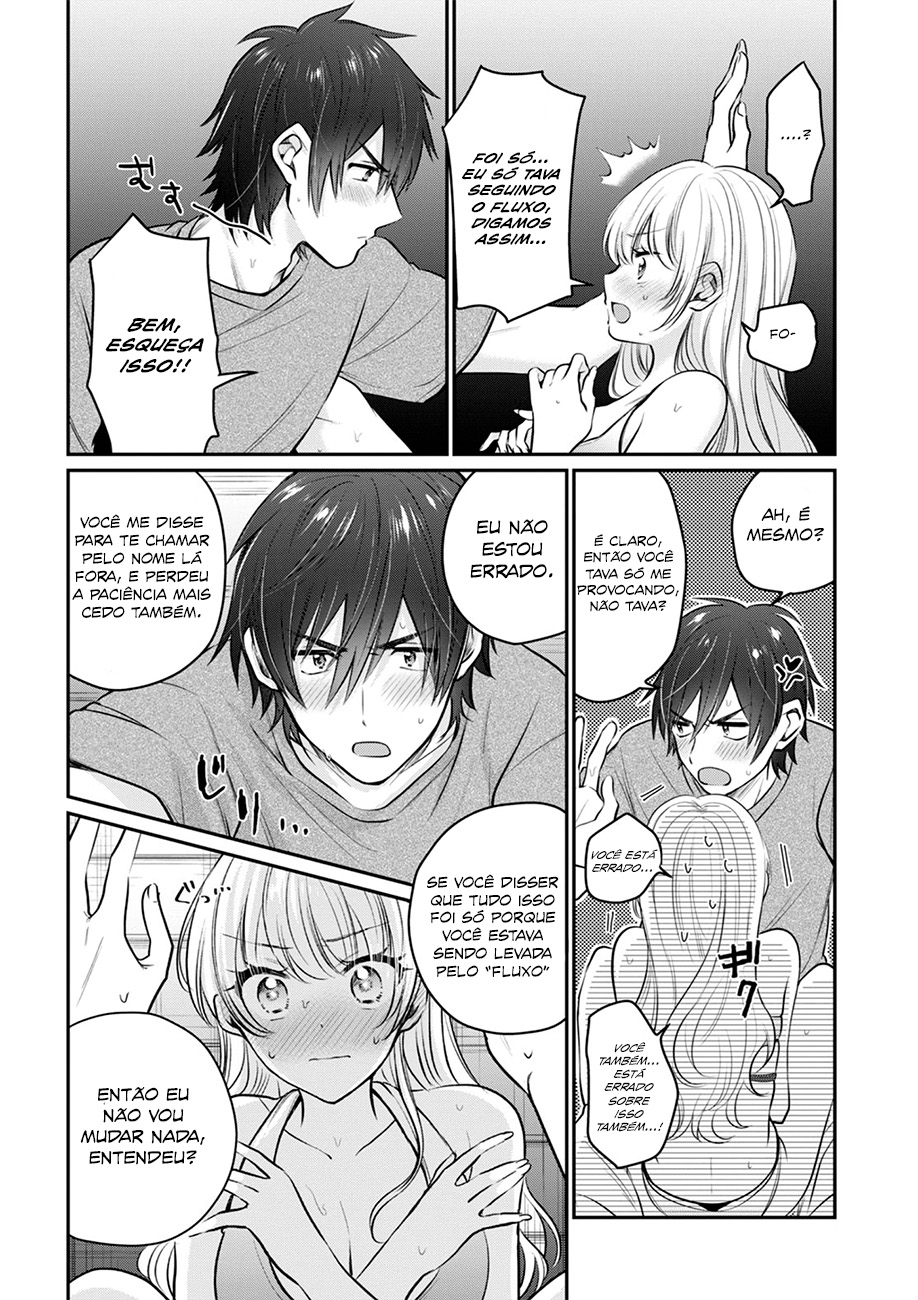 ....?
FO-
FOI SÓ...
EU SÓ TAVA
SEGUINDO
O FLUXO,
DIGAMOS
ASSIM...
むすっ
BEM,
ESQUEÇA
ISSO!!
AH, É
MESMO?
É CLARO,
ENTÃO VOCÊ
TAVA SÓ ME
PROVOCANDO,
NÃO TAVA?
VOCÊ ESTÁ
ERRADO...
ギク
VOCÊ
TAMBÉM...
ESTÁ
ERRADO
SOBRE
ISSO
TAMBÉM...!
EU NÃO
ESTOU
ERRADO.
VOCÊ ME DISSE
PARA TE CHAMAR
PELO NOME LÁ
FORA, E PERDEU
A PACIÊNCIA MAIS
CEDO TAMBÉM.
じり...
SE VOCÊ DISSER
QUE TUDO ISSO
FOI SÓ PORQUE
VOCÊ ESTAVA
SENDO LEVADA
PELO "FLUXO"
ぐっ...
ENTÃO EU
NÃO VOU
MUDAR NADA,
ENTENDEU?